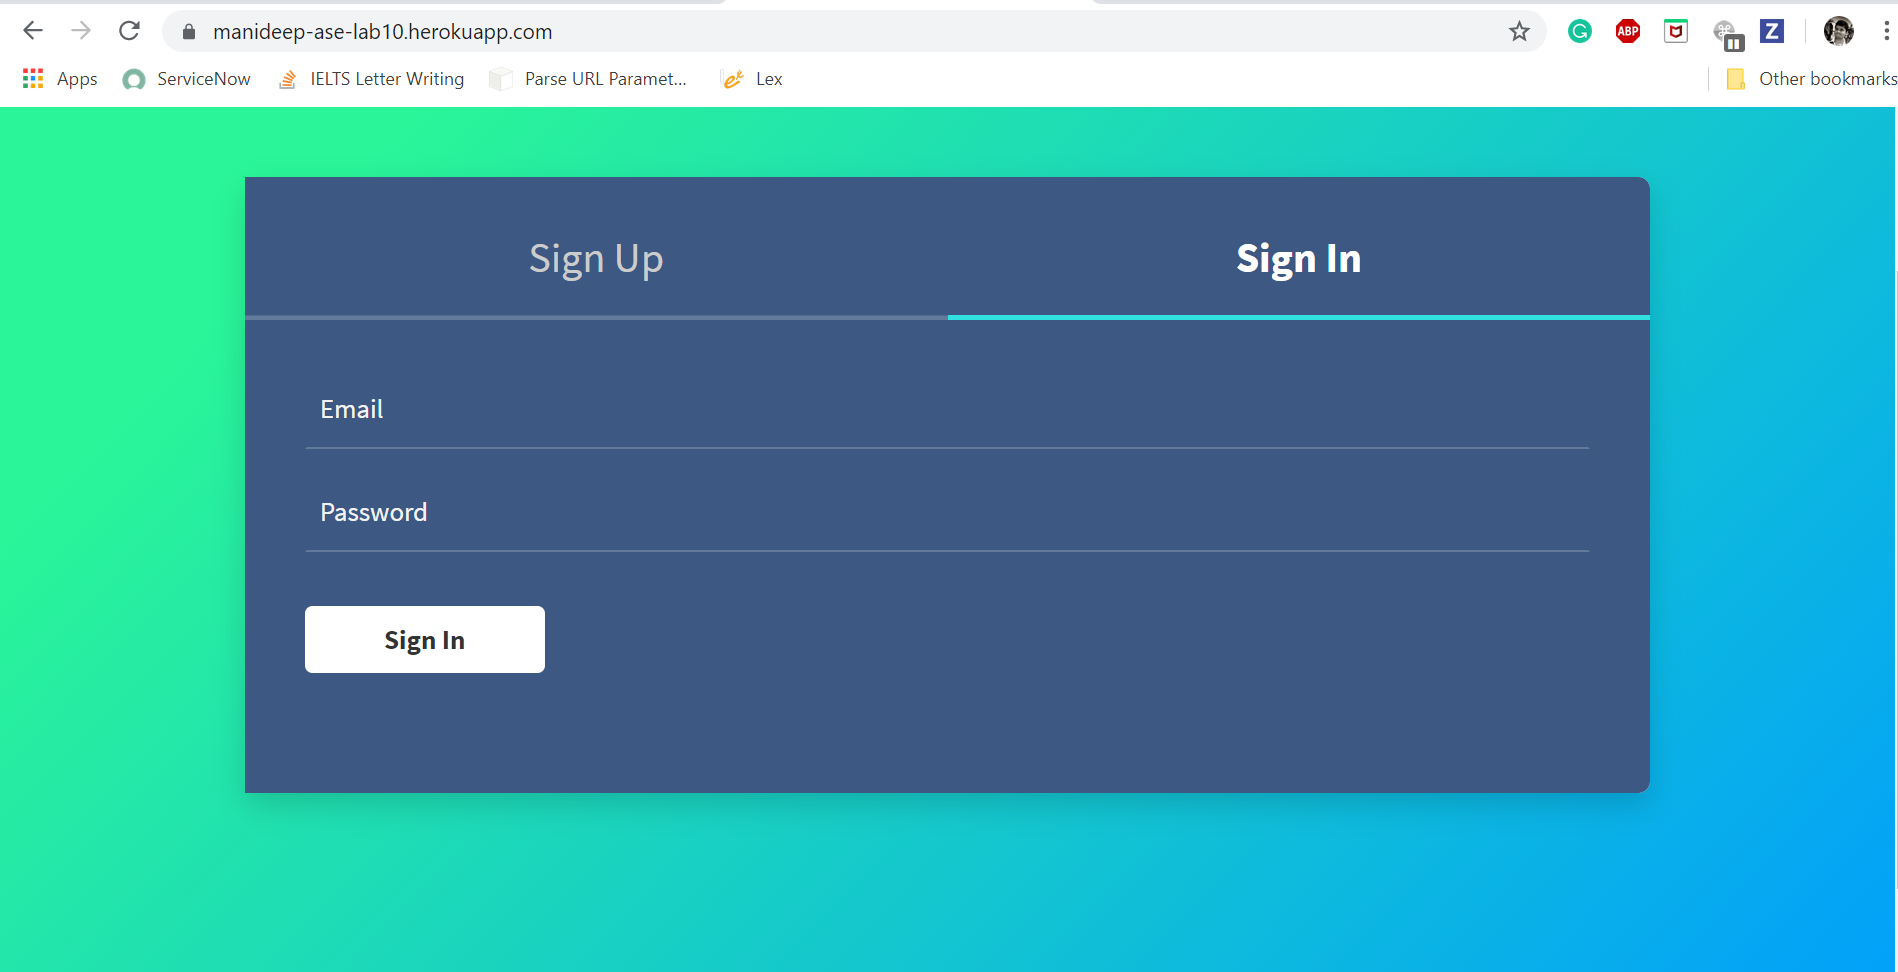 manideep-ase-lab10.herokuapp.com
G ABP Z
Apps ServiceNow IELTS Letter Writing Parse URL Paramet... Lex Other bookmarks
Sign Up Sign In
Email
Password
Sign In